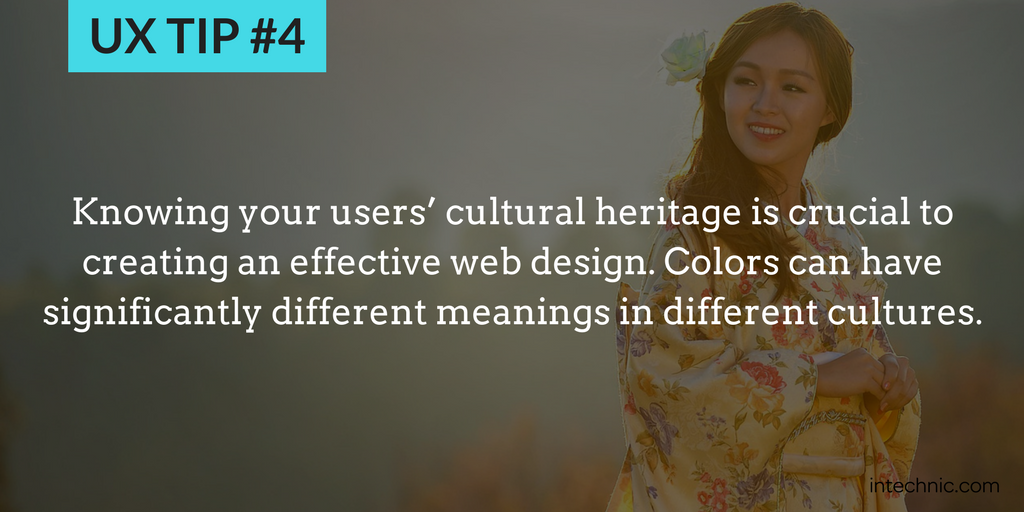 UX TIP #4
Knowing your users’ cultural heritage is crucial to
creating an effective web design. Colors can have
significantly different meanings in different cultures.
intechnic.com